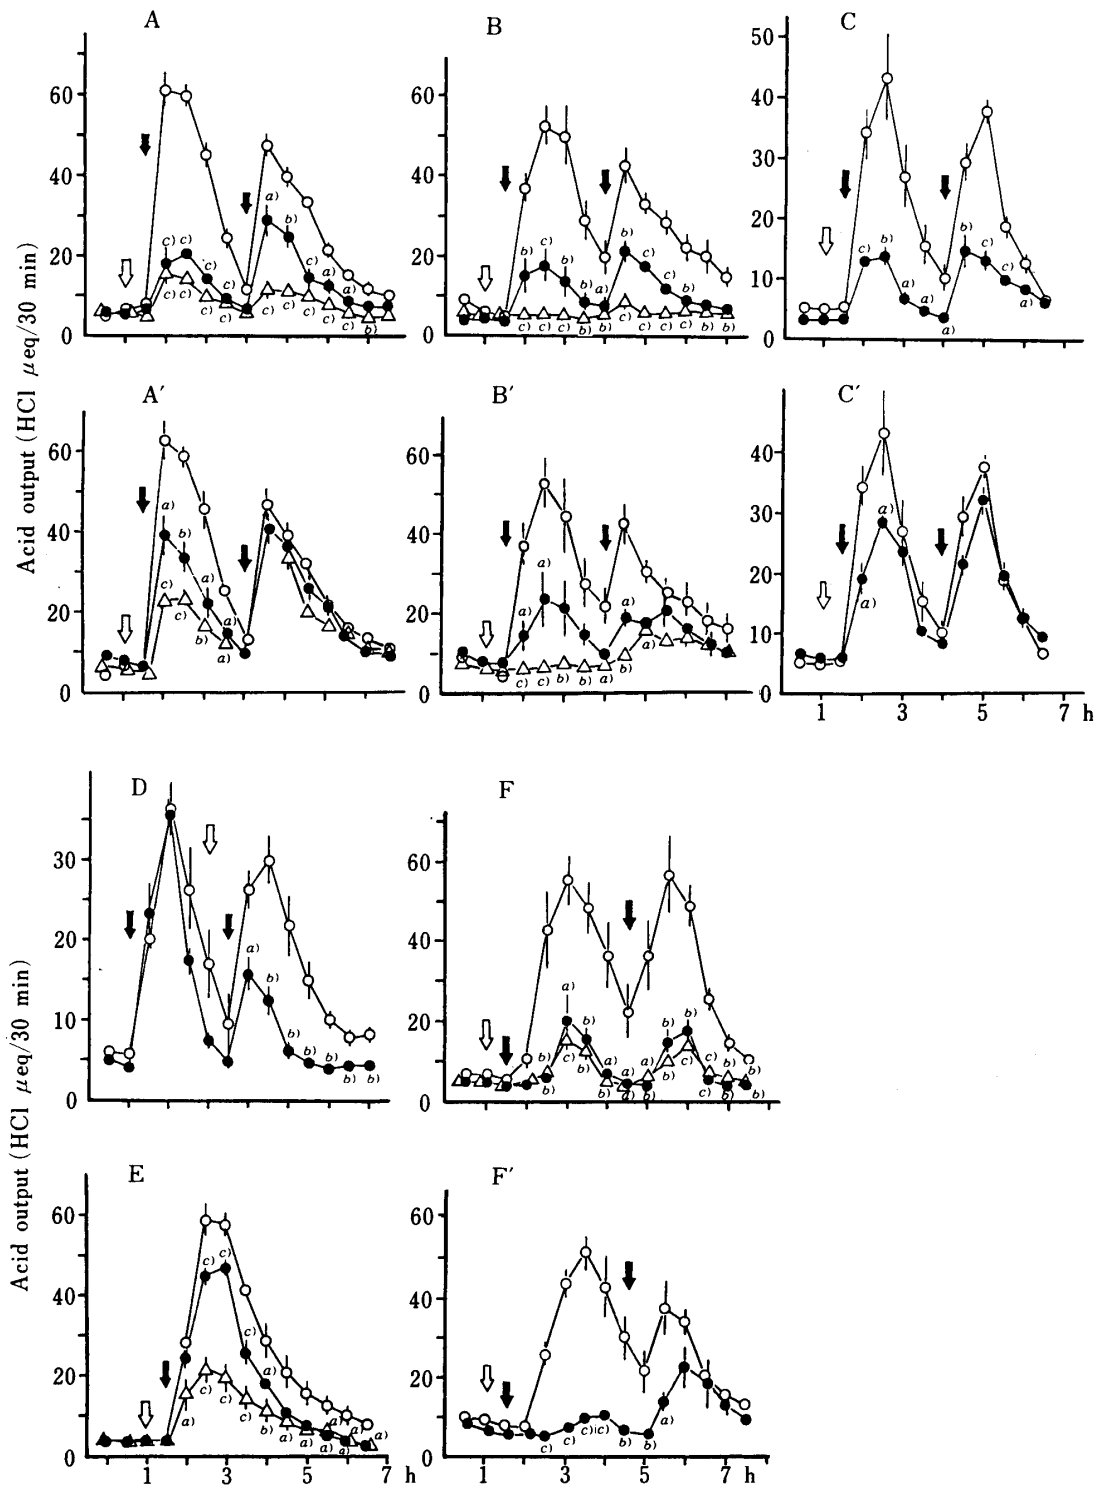 A
60
40
20
0
c) c)
c)
c)
c)
c)
c)
c)
a)
b)
c)
a)
c)
c)
c)
c)
c)
c)
b)
B
60
40
20
0
b)
c)
c)
b)
a)
c)
c)
c)
c)
c)
c)
b)
b)
c)
c)
c)
c)
b)
b)
C
50
40
30
20
10
0
c)
b)
c)
c)
a)
b)
c)
c)
a)
Acid output (HCl μeq/30 min)
A′
60
40
20
0
a)
b)
a)
a)
c)
c)
b)
a)
B′
60
40
20
0
a)
a)
a)
c)
c)
b)
b)
a)
b)
a)
C′
40
30
20
10
0
a)
a)
1
3
5
7
h
D
30
20
10
0
a)
b)
b)
b)
b)
b)
b)
F
60
40
20
0
a)
b)
c)
b)
b)
b)
a)
b)
a)
a)
a)
b)
b)
b)
b)
c)
c)
c)
b)
b)
b)
b)
Acid output (HCl μeq/30 min)
E
60
40
20
0
c)
c)
c)
a)
a)
c)
c)
c)
b)
a)
a)
a)
a)
a)
1
3
5
7
h
F′
60
40
20
0
c)
c)
c)
c)
b)
b)
a)
1
3
5
7
h